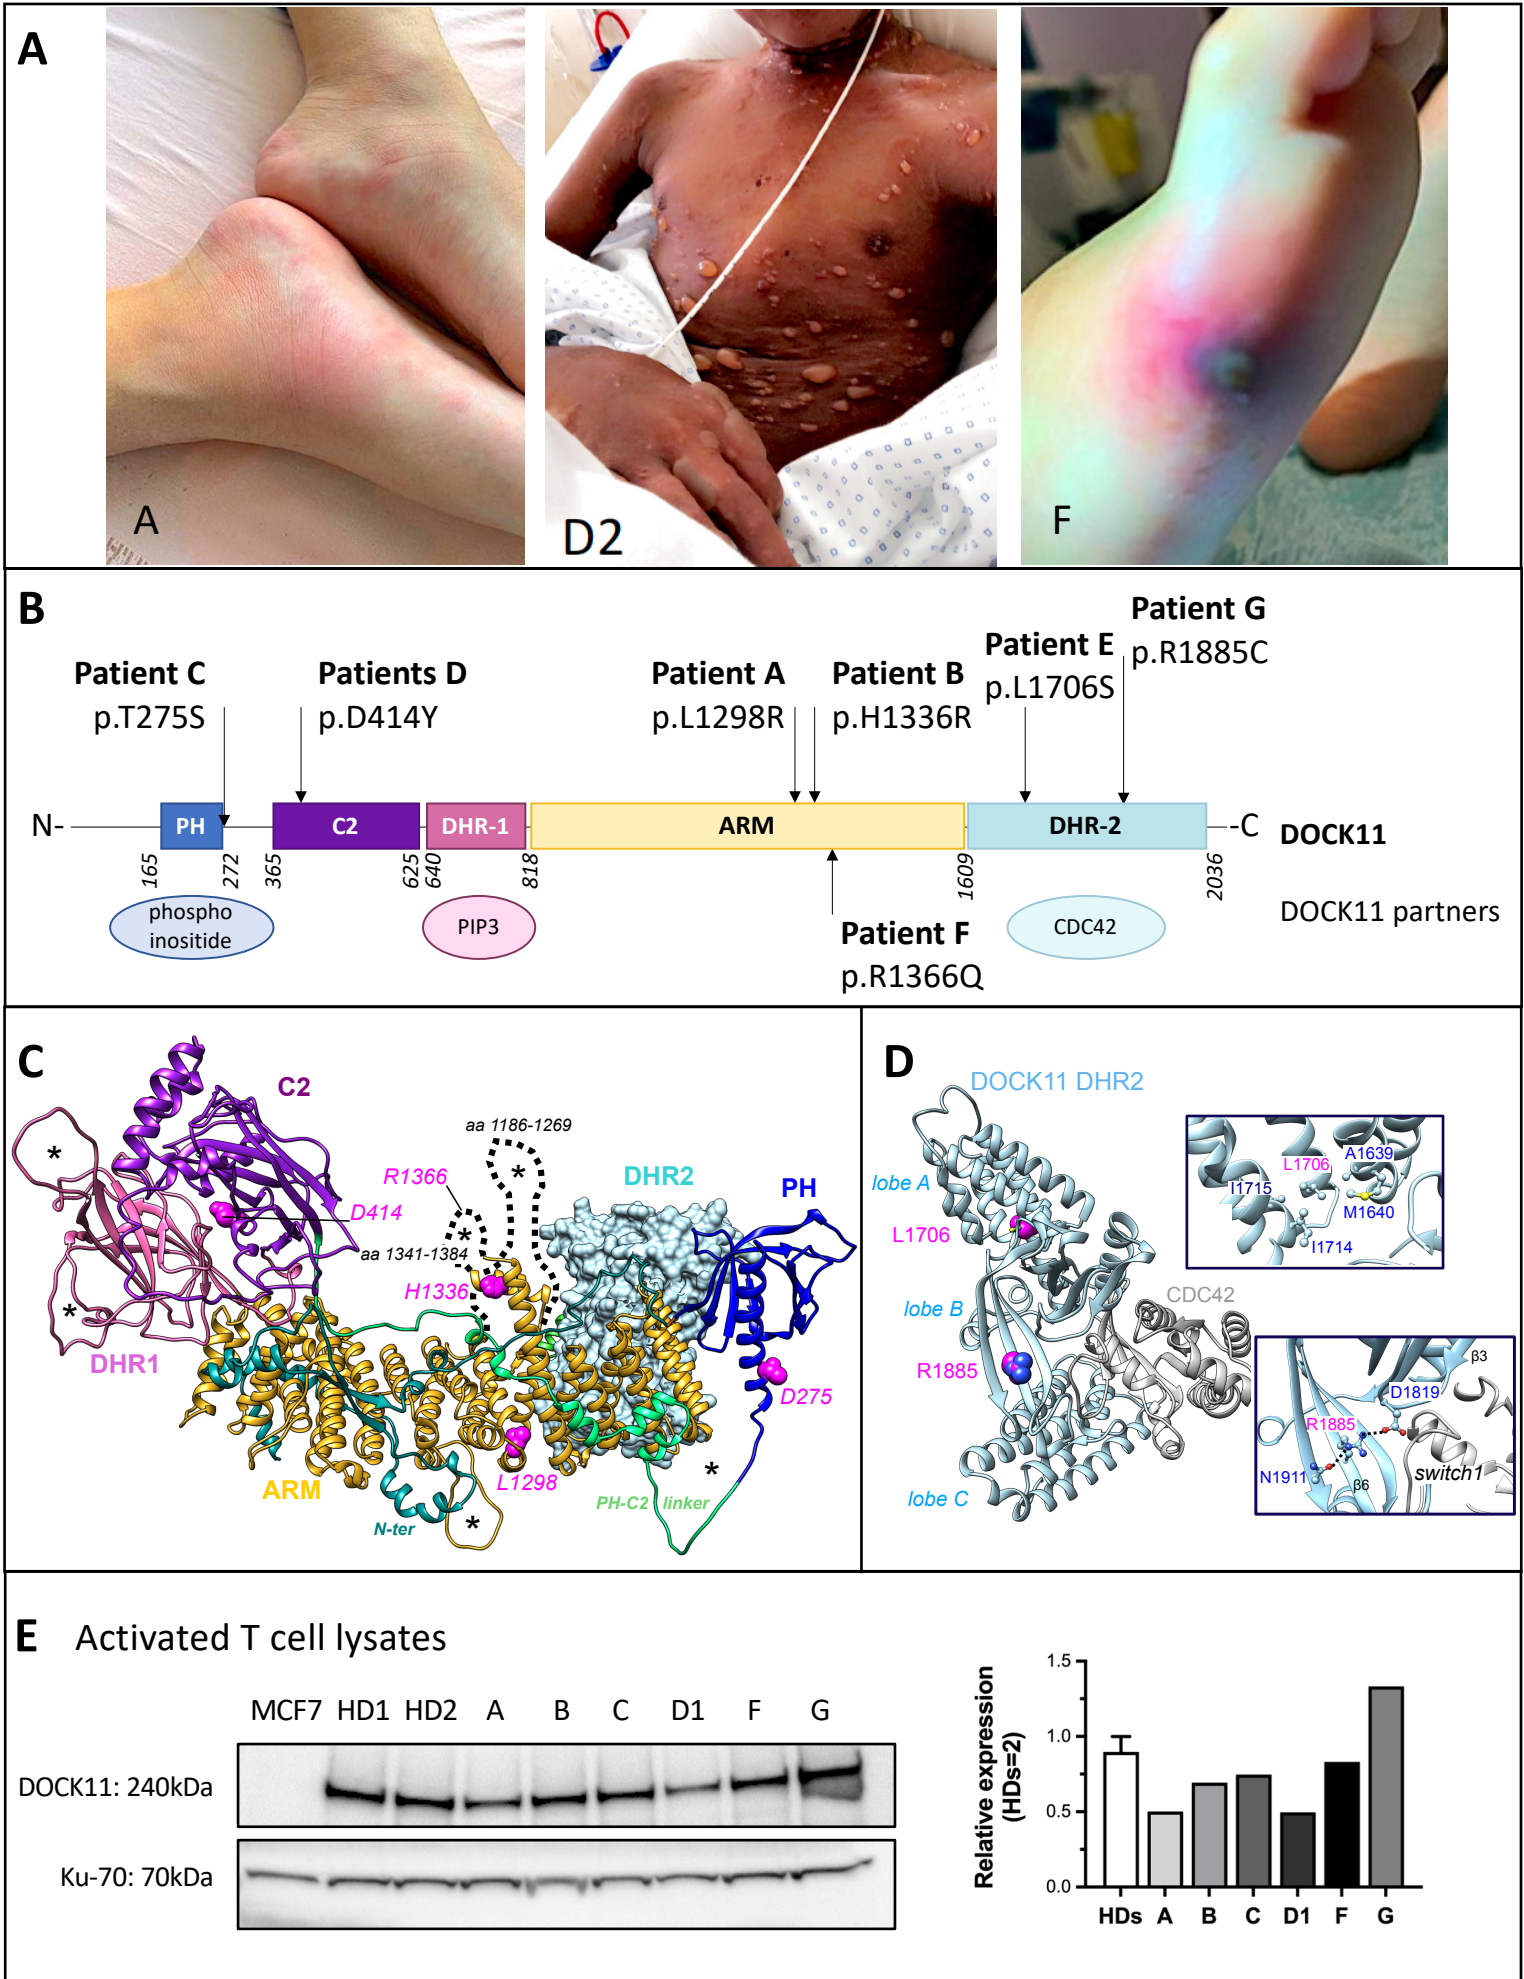 A
A
D2
F
B
Patient C
p.T275S
Patients D
p.D414Y
Patient A
p.L1298R
Patient B
p.H1336R
Patient E
p.L1706S
Patient G
p.R1885C
N-
PH
C2
DHR-1
ARM
DHR-2
-C
DOCK11
165
272
365
625
640
818
1609
2036
phospho
inositide
PIP3
CDC42
DOCK11 partners
Patient F
p.R1366Q
C
C2
aa 1186-1269
*
*
R1366
D414
*
aa 1341-1384
DHR2
PH
H1336
*
DHR1
D275
ARM
L1298
N-ter
*
PH-C2 linker
*
D
DOCK11 DHR2
lobe A
L1706
L1706
A1639
I1715
M1640
I1714
lobe B
CDC42
R1885
β3
D1819
R1885
N1911
β6
switch1
lobe C
E Activated T cell lysates
MCF7 HD1 HD2 A B C D1 F G
DOCK11: 240kDa
Ku-70: 70kDa
Relative expression
(HDs=2)
1.5
1.0
0.5
0.0
HDs A B C D1 F G